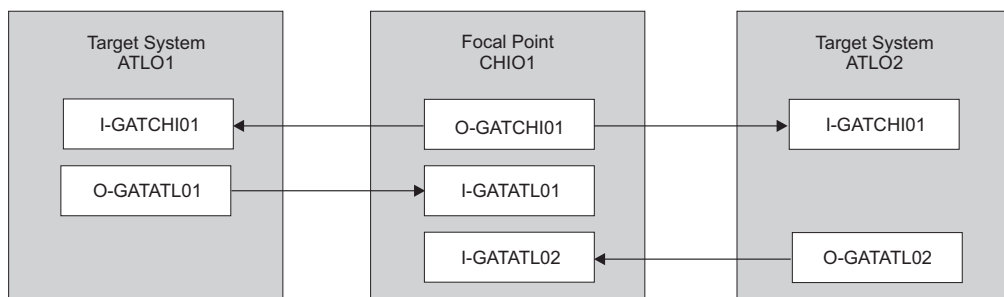 Target System
ATLO1
I-GATCHI01
O-GATATL01
Focal Point
CHIO1
O-GATCHI01
I-GATATL01
I-GATATL02
Target System
ATLO2
I-GATCHI01
O-GATATL02